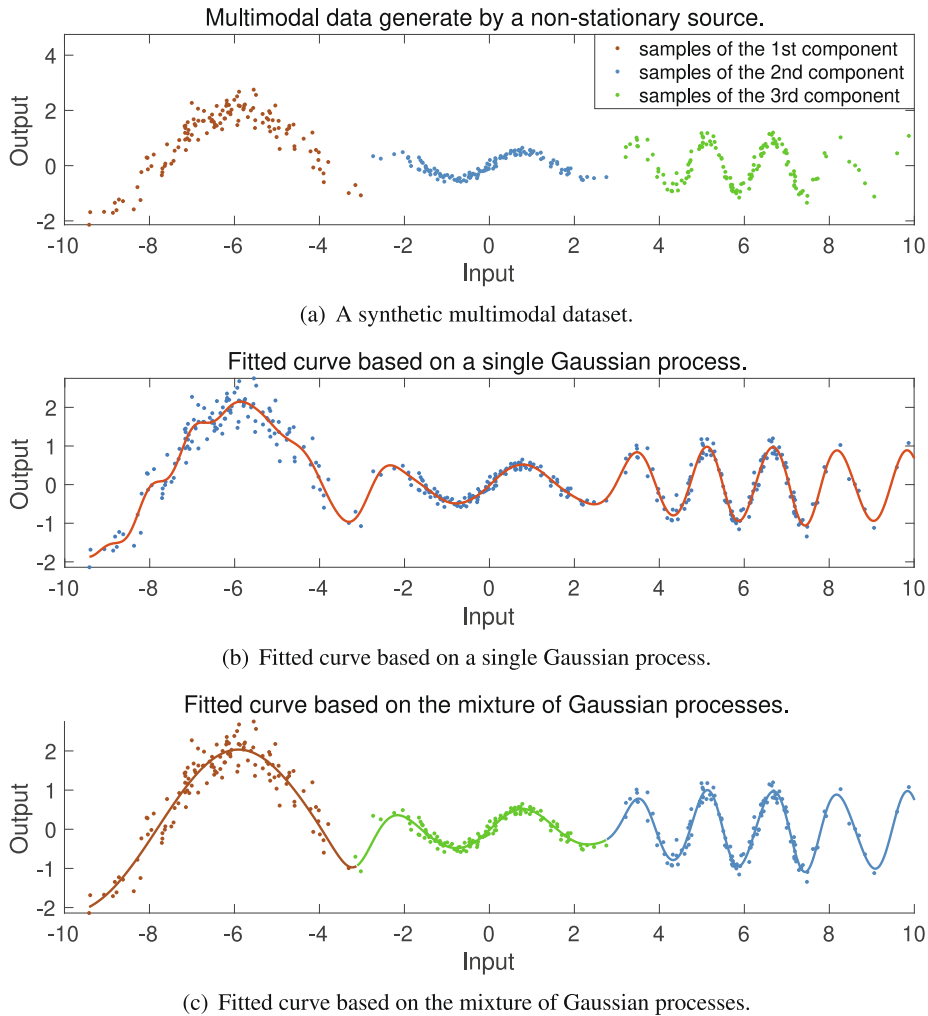 Multimodal data generate by a non-stationary source.
samples of the 1st component
samples of the 2nd component
samples of the 3rd component
Output
4
2
0
-2
-10 -8 -6 -4 -2 0 2 4 6 8 10
Input
(a) A synthetic multimodal dataset.
Fitted curve based on a single Gaussian process.
Output
2
1
0
-1
-2
-10 -8 -6 -4 -2 0 2 4 6 8 10
Input
(b) Fitted curve based on a single Gaussian process.
Fitted curve based on the mixture of Gaussian processes.
Output
2
1
0
-1
-2
-10 -8 -6 -4 -2 0 2 4 6 8 10
Input
(c) Fitted curve based on the mixture of Gaussian processes.